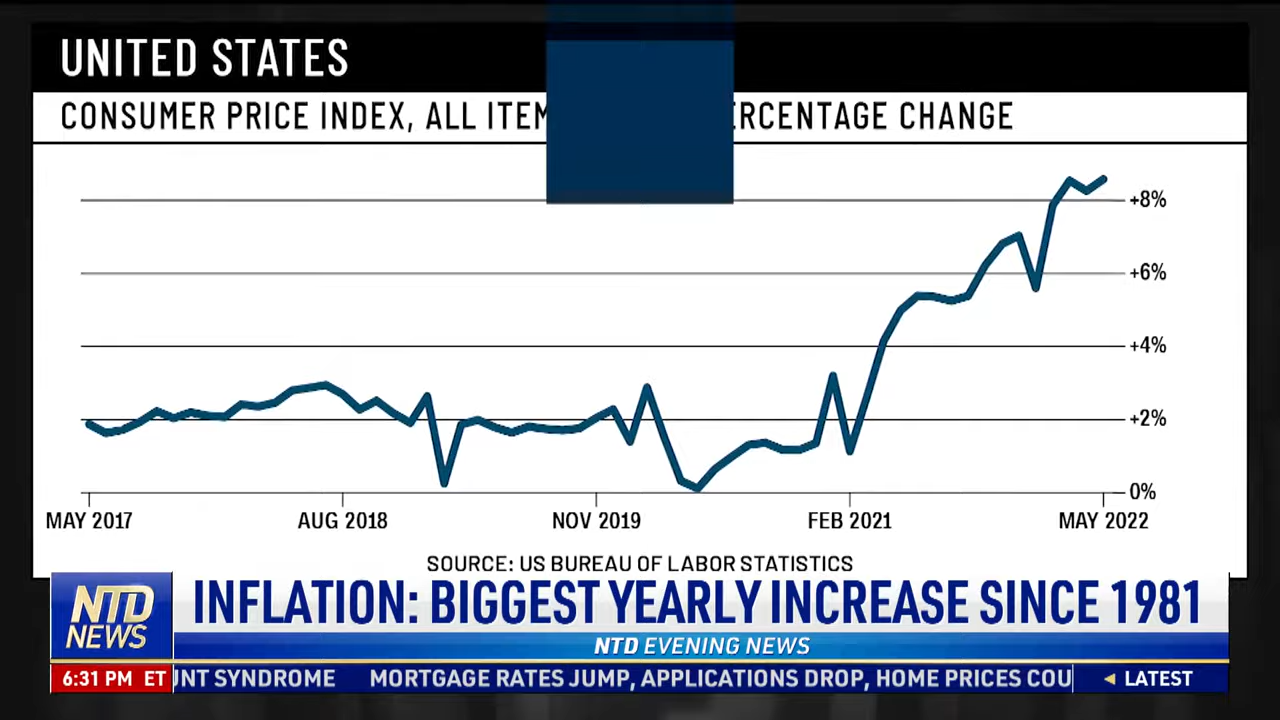 UNITED STATES
CONSUMER PRICE INDEX, ALL ITEM ERCENTAGE CHANGE
+8%
+6%
+4%
+2%
0%
MAY 2017 AUG 2018 NOV 2019 FEB 2021 MAY 2022
SOURCE: US BUREAU OF LABOR STATISTICS
NTD NEWS
INFLATION: BIGGEST YEARLY INCREASE SINCE 1981
NTD EVENING NEWS
6:31 PM ET UNT SYNDROME MORTGAGE RATES JUMP, APPLICATIONS DROP, HOME PRICES COU LATEST